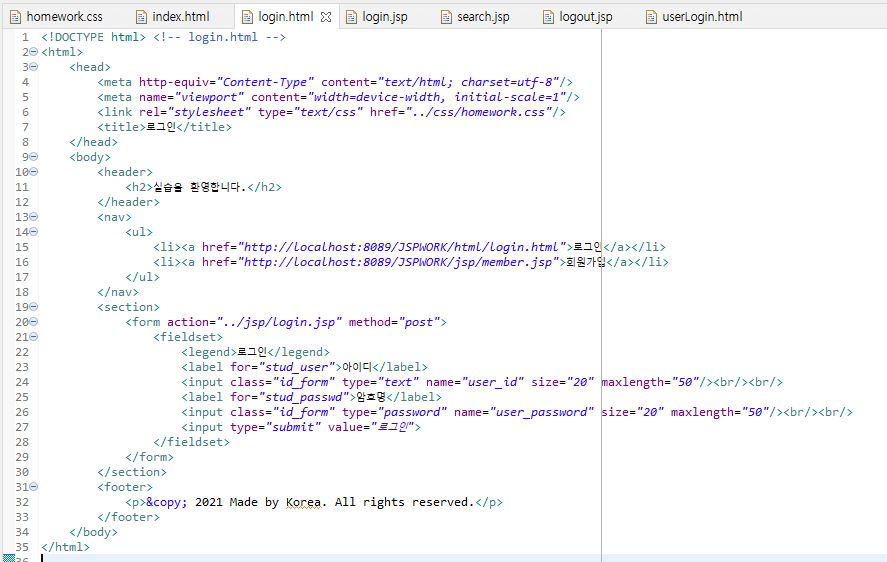 homework.css index.html login.html login.jsp search.jsp logout.jsp userLogin.html
1 <!DOCTYPE html> <!-- login.html -->
2 <html>
3 <head>
4 <meta http-equiv="Content-Type" content="text/html; charset=utf-8"/>
5 <meta name="viewport" content="width=device-width, initial-scale=1"/>
6 <link rel="stylesheet" type="text/css" href="../css/homework.css"/>
7 <title>로그인</title>
8 </head>
9 <body>
10 <header>
11 <h2>실습을 환영합니다.</h2>
12 </header>
13 <nav>
14 <ul>
15 <li><a href="http://localhost:8089/JSPWORK/html/login.html">로그인</a></li>
16 <li><a href="http://localhost:8089/JSPWORK/jsp/member.jsp">회원가입</a></li>
17 </ul>
18 </nav>
19 <section>
20 <form action="../jsp/login.jsp" method="post">
21 <fieldset>
22 <legend>로그인</legend>
23 <label for="stud_user">아이디</label>
24 <input class="id_form" type="text" name="user_id" size="20" maxlength="50"/><br/><br/>
25 <label for="stud_passwd">암호명</label>
26 <input class="id_form" type="password" name="user_password" size="20" maxlength="50"/><br/><br/>
27 <input type="submit" value="로그인">
28 </fieldset>
29 </form>
30 </section>
31 <footer>
32 <p>&copy; 2021 Made by Korea. All rights reserved.</p>
33 </footer>
34 </body>
35 </html>
36